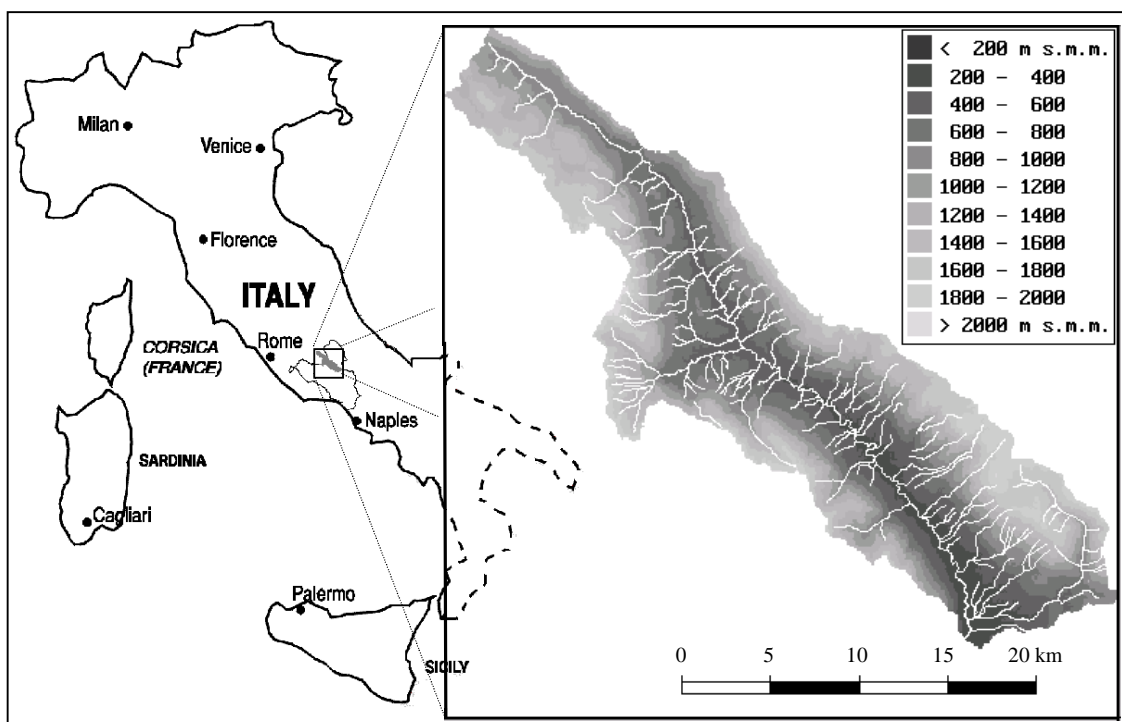 Milan
Venice
Florence
ITALY
CORSICA
(FRANCE)
Rome
Naples
SARDINIA
Cagliari
Palermo
SICILY
< 200 m s.m.m.
200 - 400
400 - 600
600 - 800
800 - 1000
1000 - 1200
1200 - 1400
1400 - 1600
1600 - 1800
1800 - 2000
> 2000 m s.m.m.
0 5 10 15 20 km